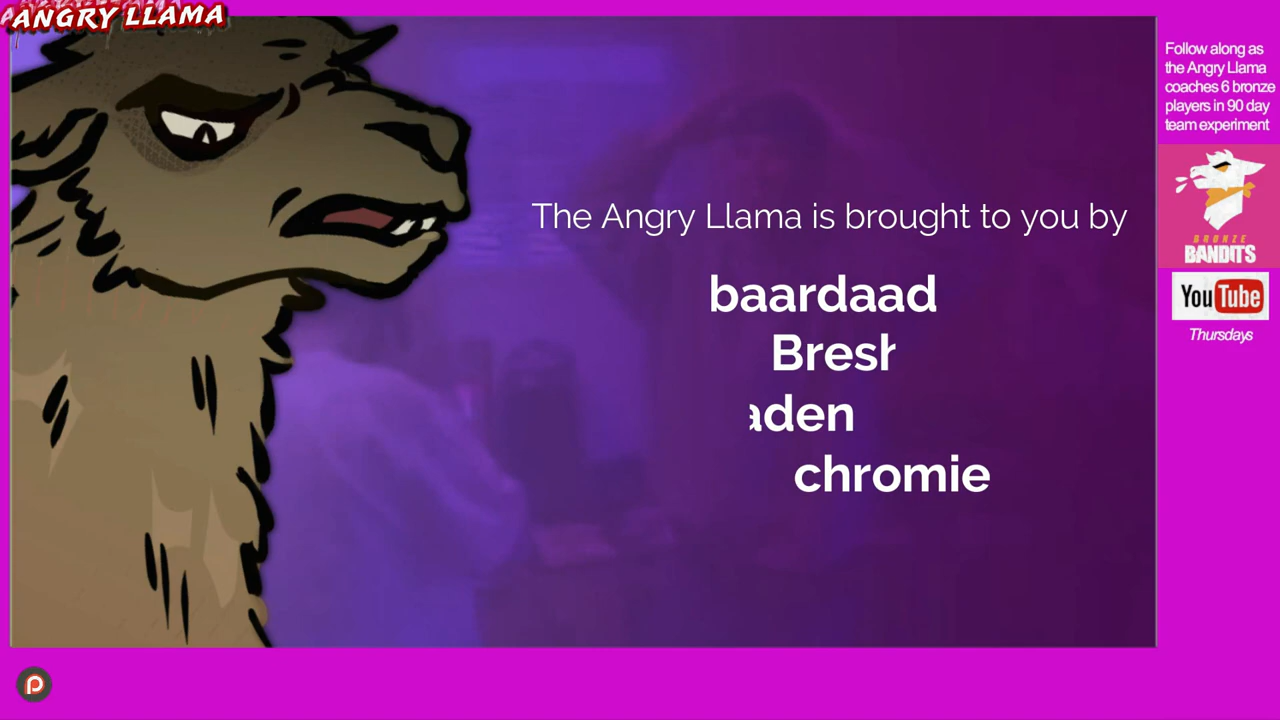 ANGRY LLAMA
Follow along as
the Angry Llama
coaches 6 bronze
players in 90 day
team experiment
The Angry Llama is brought to you by
baardaad
aden
chromie
BRONZE
BANDITS
YouTube
Thursdays